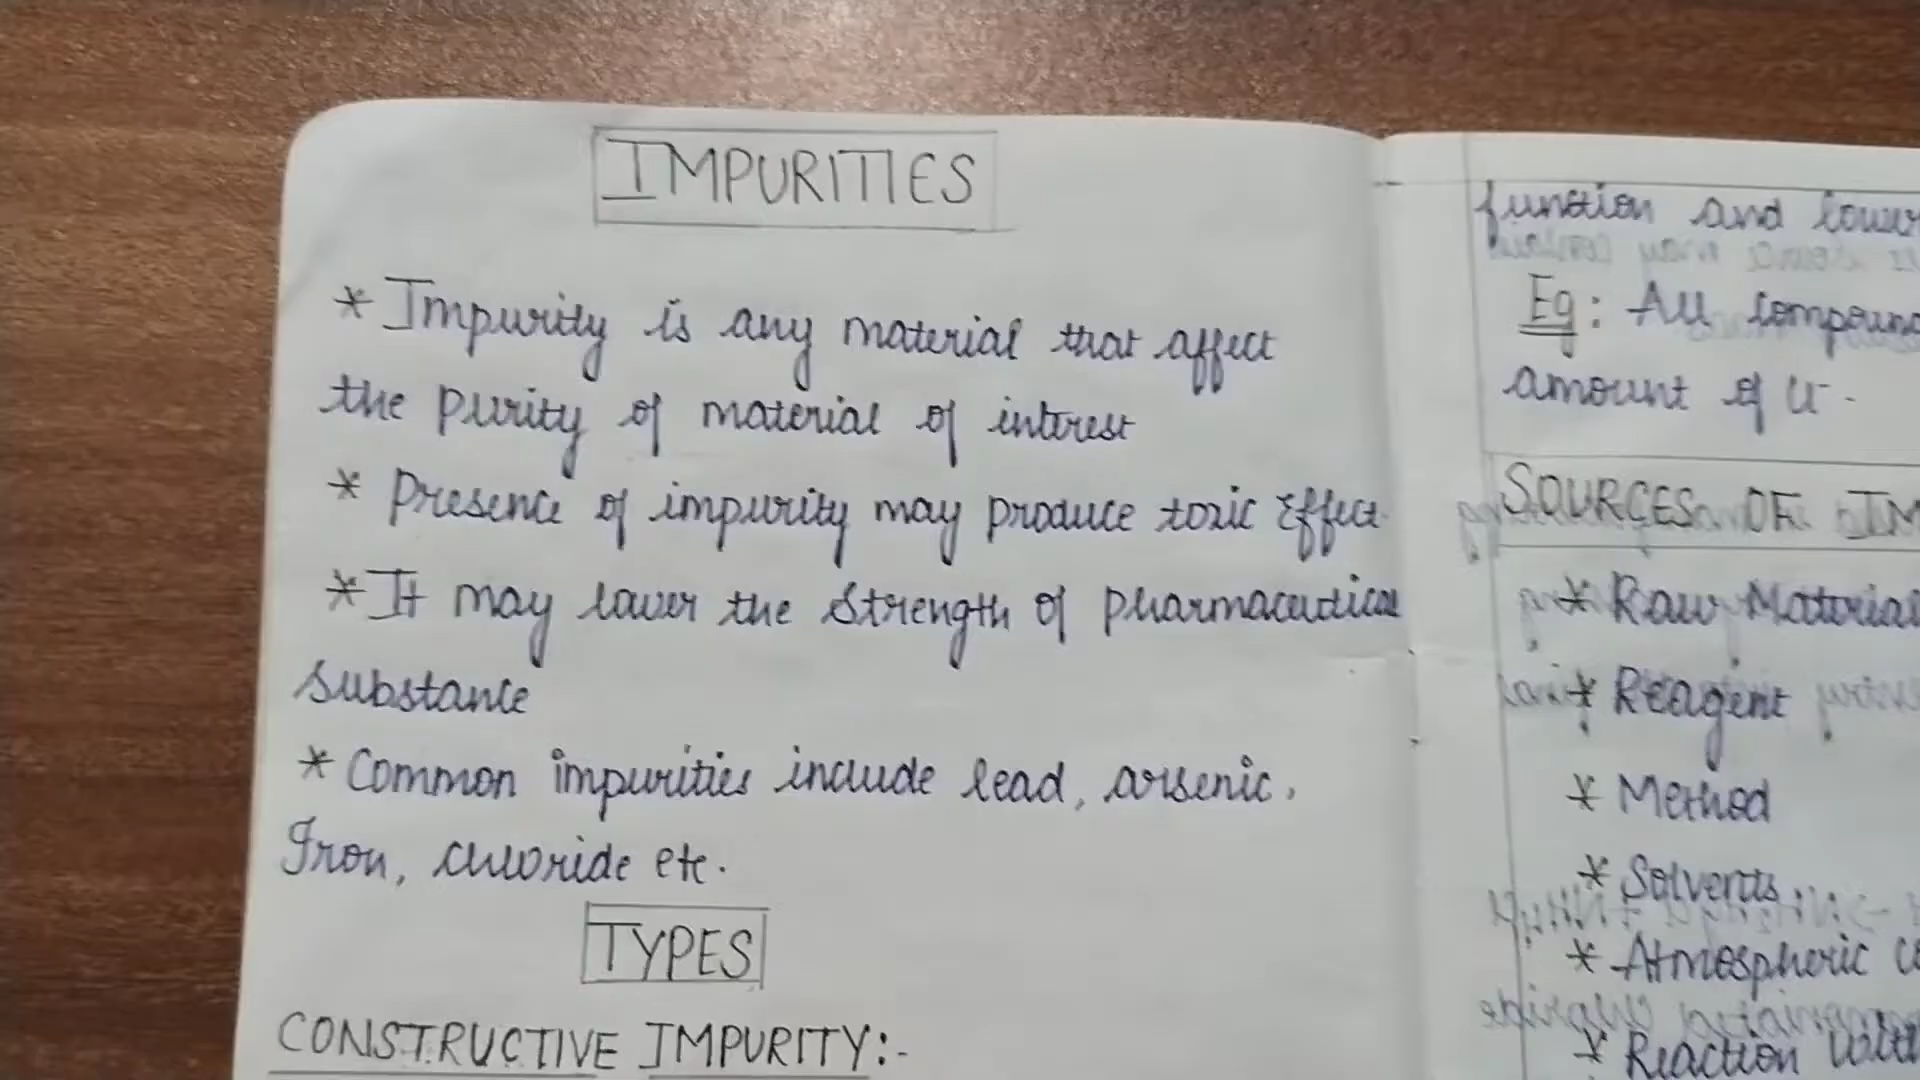 IMPURITIES
* Impurity is any material that affect
the purity of material of interest
* Presence of impurity may produce toxic Effect.
* It may lower the strength of pharmaceutical
substance
* Common impurities include lead, arsenic,
Iron, chloride etc.
TYPES
CONSTRUCTIVE IMPURITY:-
function and lower
Eg: All compound
amount of
SOURCES OF IM
* Raw Material
* Reagent
* Method
* Solvents
* Atmospheric
* Reaction